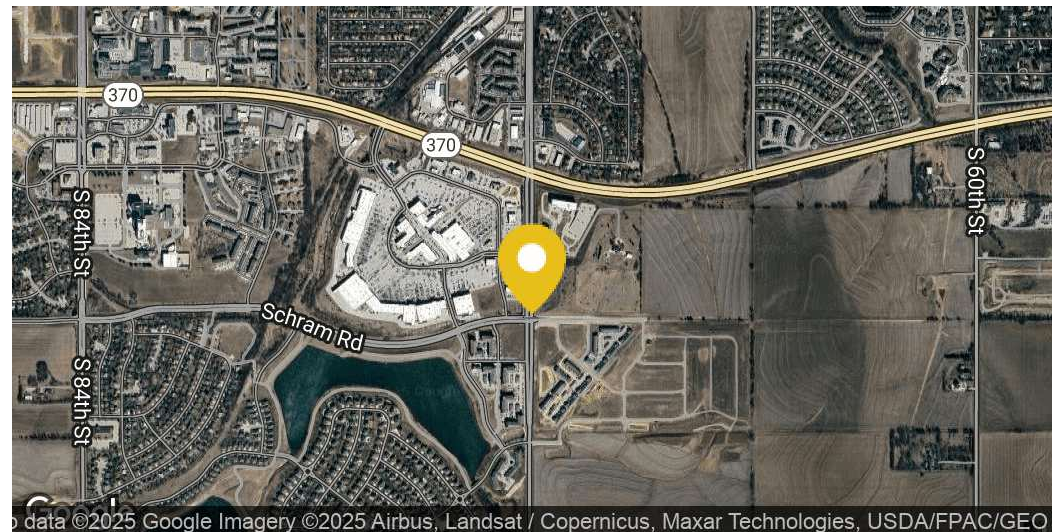 370
370
S 84th St
S 60th St
Schram Rd
S 84th St
Google
data ©2025 Google Imagery ©2025 Airbus, Landsat / Copernicus, Maxar Technologies, USDA/FPAC/GEO